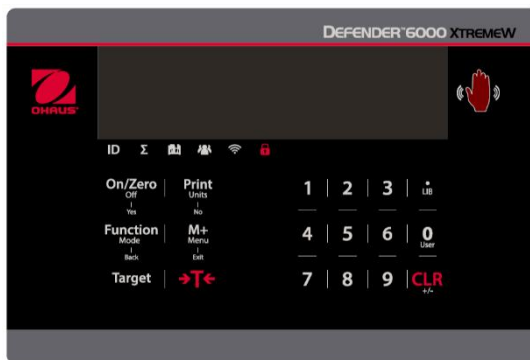 DEFENDER™6000 XTREMEW
OHAUS®
ID Σ
On/Zero
Off
Yes
Print
Units
No
1 2 3 .
LIB
Function
Mode
Back
M+
Menu
Exit
4 5 6 0
User
Target →T←
7 8 9 CLR
+/-